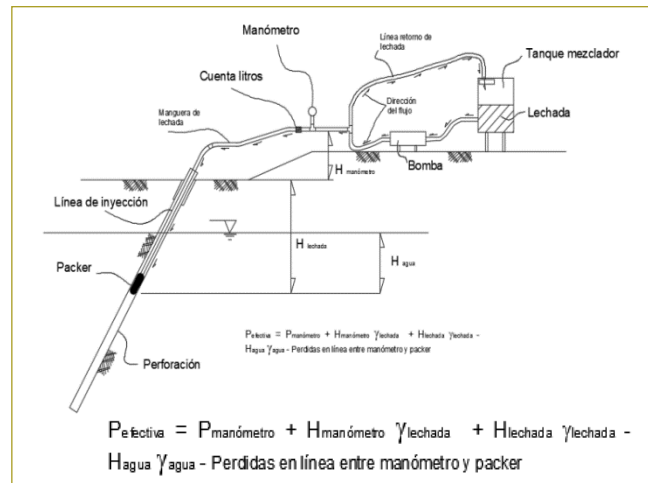 Manómetro
Línea retorno de
lechada
Tanque mezclador
Cuenta litros
Dirección
del flujo
Lechada
Manguera de
lechada
Bomba
H manómetro
Línea de inyección
H lechada
H agua
Packer
Perforación
Pefectiva = Pmanómetro + Hmanómetro γlechada + Hlechada γlechada -
Hagua γagua - Perdidas en línea entre manómetro y packer
Pefectiva = Pmanómetro + Hmanómetro γlechada + Hlechada γlechada -
Hagua γagua - Perdidas en línea entre manómetro y packer